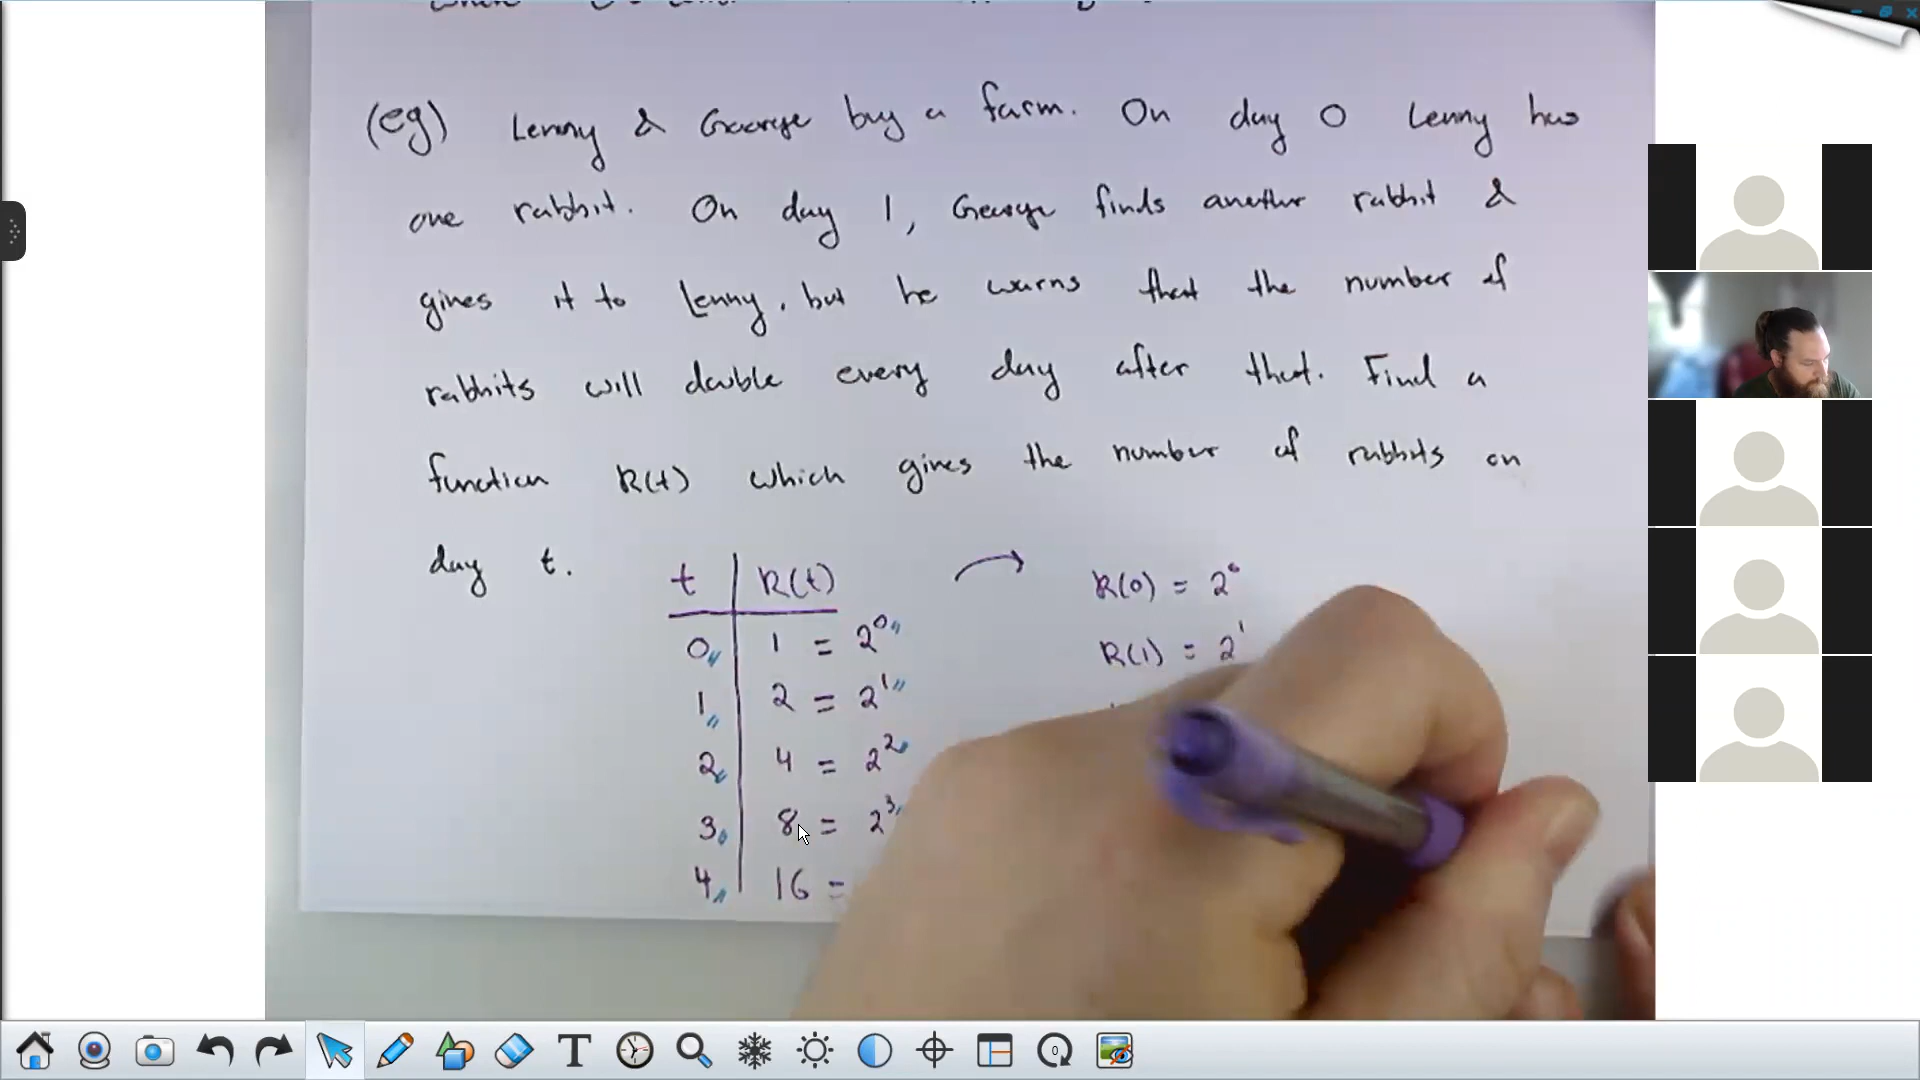 (eg) Lenny & George buy a farm. On day 0 Lenny has
one rabbit. On day 1, George finds another rabbit &
gives it to Lenny, but he warns that the number of
rabbits will double every day after that. Find a
function R(t) which gives the number of rabbits on
day t.
t R(t)
0 1 = 2⁰
1 2 = 2¹
2 4 = 2²
3 8 = 2³
4 16 =
R(0) = 2⁰
R(1) = 2¹
T
0